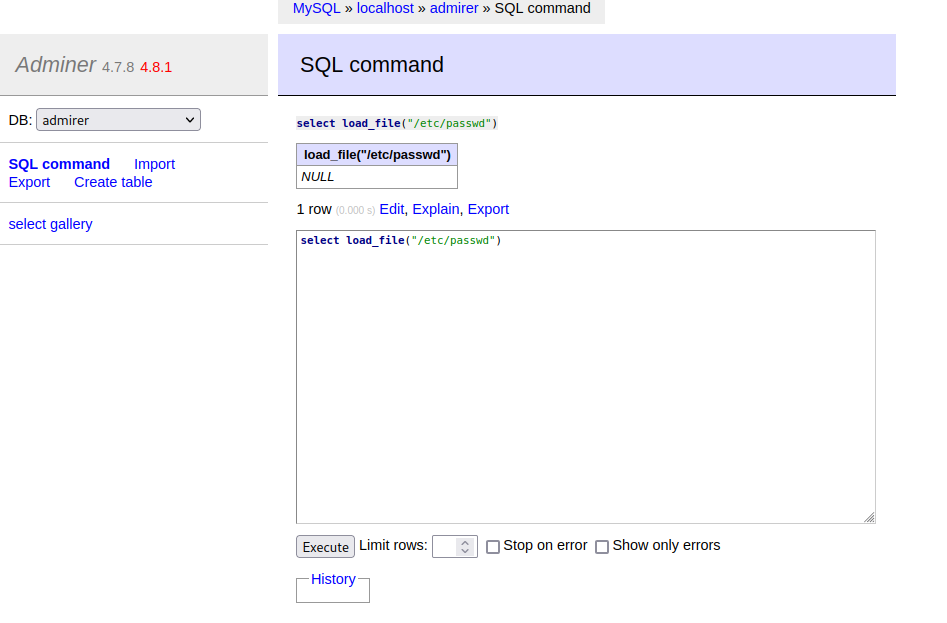 MySQL » localhost » admirer » SQL command
Adminer 4.7.8 4.8.1
SQL command
DB: admirer
SQL command Import
Export Create table
select gallery
select load_file("/etc/passwd")
load_file("/etc/passwd")
NULL
1 row (0.000 s) Edit, Explain, Export
select load_file("/etc/passwd")
Execute Limit rows: Stop on error Show only errors
History